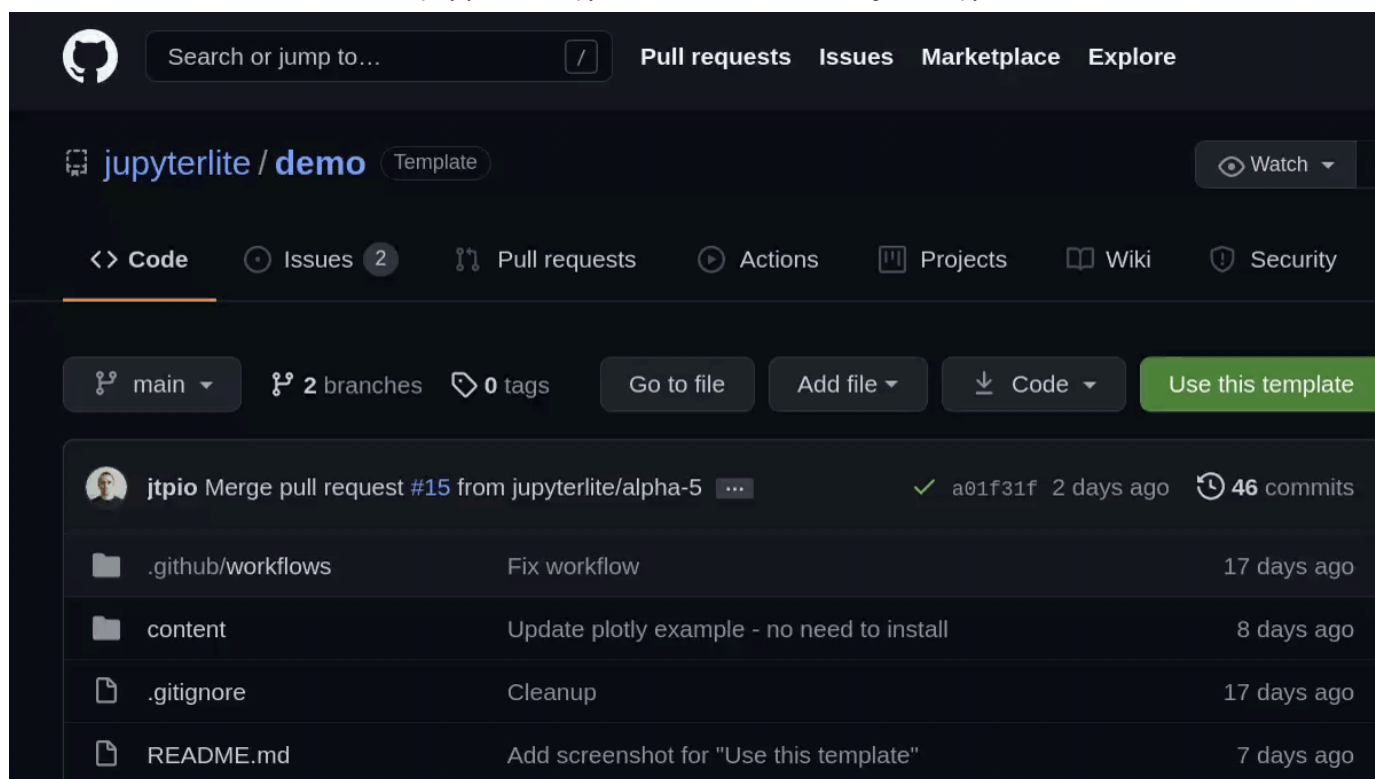 Search or jump to… / Pull requests Issues Marketplace Explore
jupyterlite / demo Template Watch
<> Code Issues 2 Pull requests Actions Projects Wiki Security
main 2 branches 0 tags Go to file Add file Code Use this template
jtpio Merge pull request #15 from jupyterlite/alpha-5 … a01f31f 2 days ago 46 commits
.github/workflows Fix workflow 17 days ago
content Update plotly example - no need to install 8 days ago
.gitignore Cleanup 17 days ago
README.md Add screenshot for "Use this template" 7 days ago